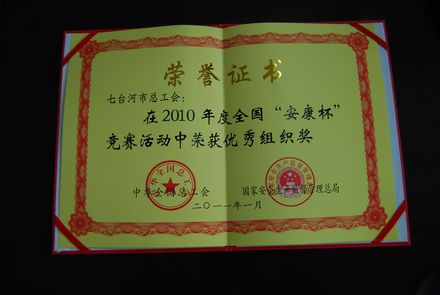 荣誉证书
七台河市总工会：
在2010年度全国“安康杯”
竞赛活动中荣获优秀组织奖
中华全国总工会
国家安全生产监督管理总局
二〇一一年一月